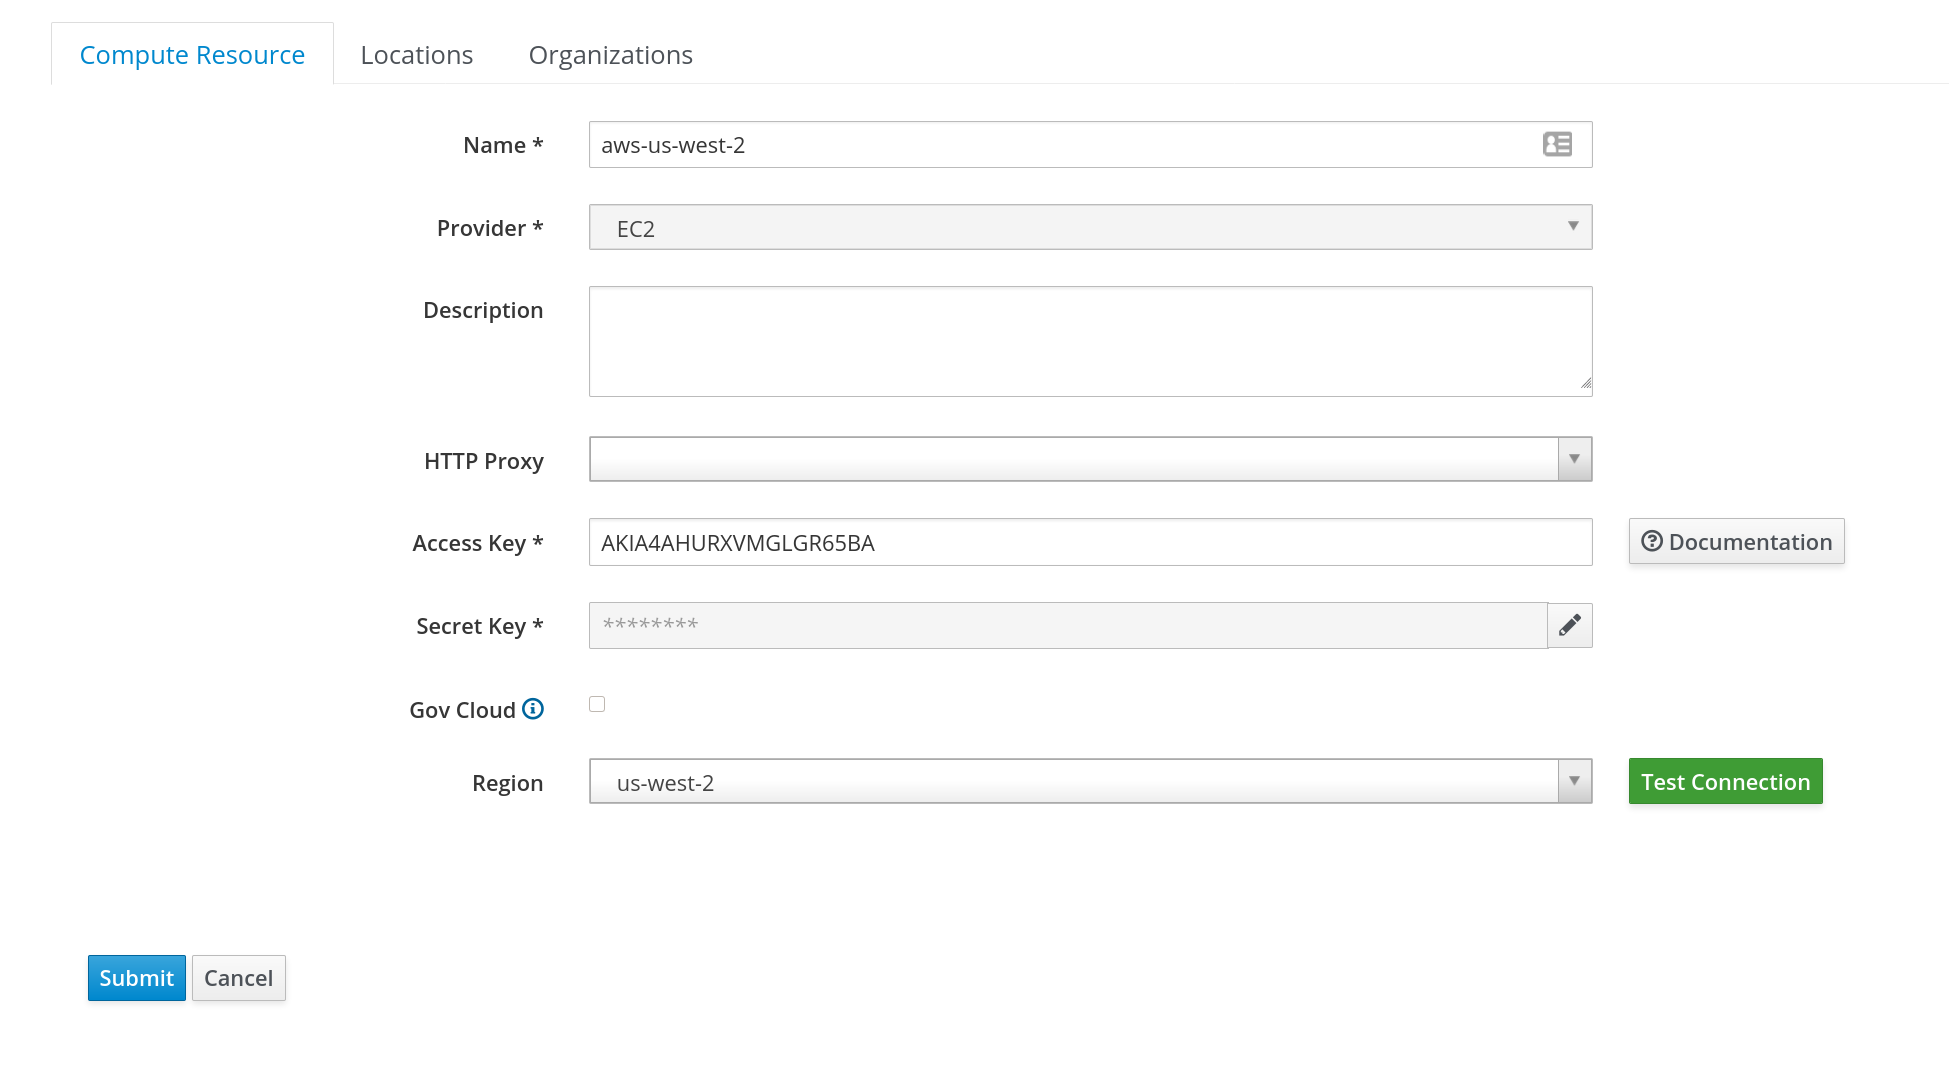 Compute Resource Locations Organizations
Name * aws-us-west-2
Provider * EC2
Description
HTTP Proxy
Access Key * AKIA4AHURXVMGLGR65BA Documentation
Secret Key * ********
Gov Cloud
Region us-west-2 Test Connection
Submit Cancel